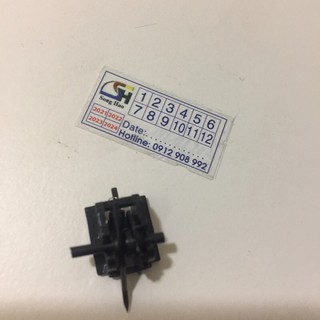 SH
Song Hao
2021 2022
2023 2024
1 2 3 4 5 6
7 8 9 10 11 12
Date:.............
Hotline: 0912 908 992